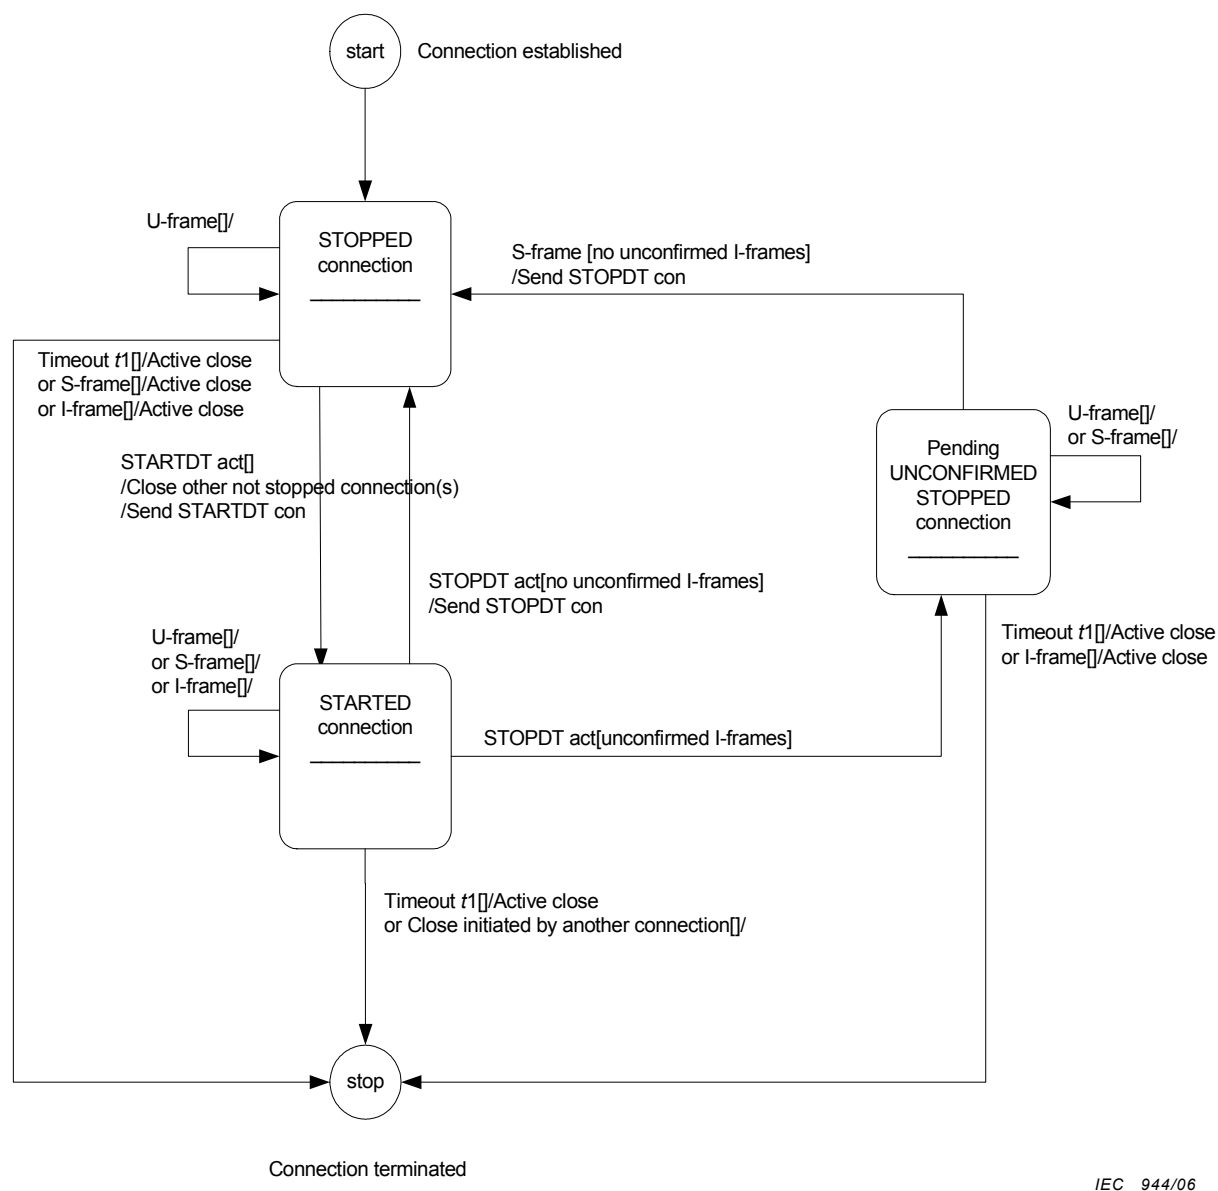 start
Connection established
U-frame[]/
STOPPED
connection
S-frame [no unconfirmed I-frames]
/Send STOPDT con
Timeout t1[]/Active close
or S-frame[]/Active close
or I-frame[]/Active close
U-frame[]/
or S-frame[]/
Pending
UNCONFIRMED
STOPPED
connection
STARTDT act[]
/Close other not stopped connection(s)
/Send STARTDT con
STOPDT act[no unconfirmed I-frames]
/Send STOPDT con
Timeout t1[]/Active close
or I-frame[]/Active close
U-frame[]/
or S-frame[]/
or I-frame[]/
STARTED
connection
STOPDT act[unconfirmed I-frames]
Timeout t1[]/Active close
or Close initiated by another connection[]/
stop
Connection terminated
IEC 944/06